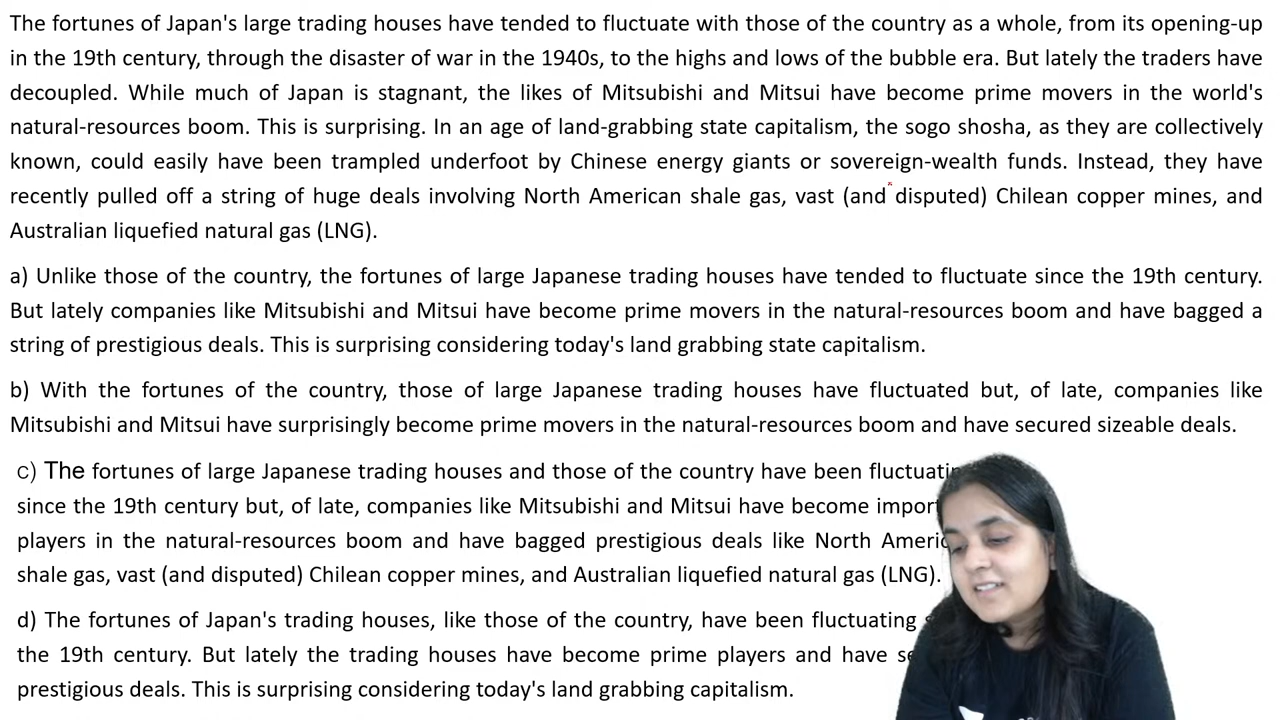 The fortunes of Japan's large trading houses have tended to fluctuate with those of the country as a whole, from its opening-up
in the 19th century, through the disaster of war in the 1940s, to the highs and lows of the bubble era. But lately the traders have
decoupled. While much of Japan is stagnant, the likes of Mitsubishi and Mitsui have become prime movers in the world's
natural-resources boom. This is surprising. In an age of land-grabbing state capitalism, the sogo shosha, as they are collectively
known, could easily have been trampled underfoot by Chinese energy giants or sovereign-wealth funds. Instead, they have
recently pulled off a string of huge deals involving North American shale gas, vast (and disputed) Chilean copper mines, and
Australian liquefied natural gas (LNG).
a) Unlike those of the country, the fortunes of large Japanese trading houses have tended to fluctuate since the 19th century.
But lately companies like Mitsubishi and Mitsui have become prime movers in the natural-resources boom and have bagged a
string of prestigious deals. This is surprising considering today's land grabbing state capitalism.
b) With the fortunes of the country, those of large Japanese trading houses have fluctuated but, of late, companies like
Mitsubishi and Mitsui have surprisingly become prime movers in the natural-resources boom and have secured sizeable deals.
c) The fortunes of large Japanese trading houses and those of the country have been
since the 19th century but, of late, companies like Mitsubishi and Mitsui have become
players in the natural-resources boom and have bagged prestigious deals like North
shale gas, vast (and disputed) Chilean copper mines, and Australian liquefied natural gas (LNG).
d) The fortunes of Japan's trading houses, like those of the country, have been fluctuating
the 19th century. But lately the trading houses have become prime players and have
prestigious deals. This is surprising considering today's land grabbing capitalism.